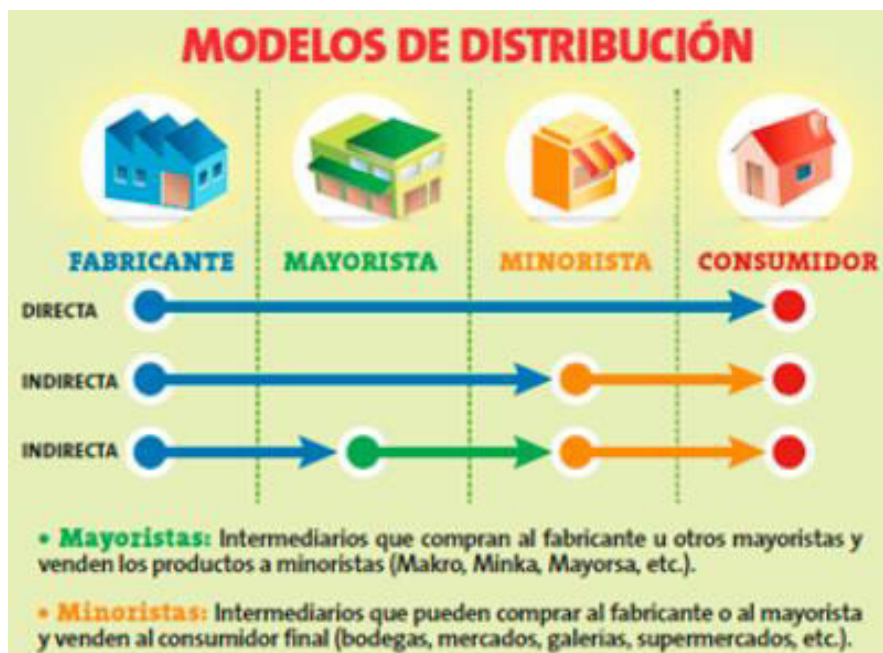 MODELOS DE DISTRIBUCIÓN
FABRICANTE MAYORISTA MINORISTA CONSUMIDOR
DIRECTA
INDIRECTA
INDIRECTA
• Mayoristas: Intermediarios que compran al fabricante u otros mayoristas y
venden los productos a minoristas (Makro, Minka, Mayorsa, etc.).
• Minoristas: Intermediarios que pueden comprar al fabricante o al mayorista
y venden al consumidor final (bodegas, mercados, galerias, supermercados, etc.).